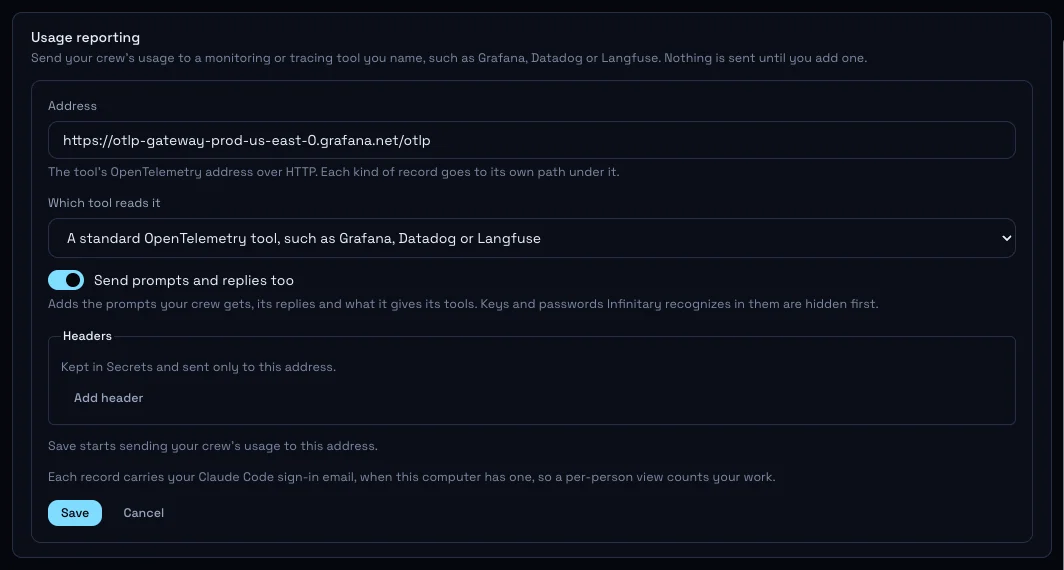 Usage reporting
Send your crew's usage to a monitoring or tracing tool you name, such as Grafana, Datadog or Langfuse. Nothing is sent until you add one.
Address
https://otlp-gateway-prod-us-east-0.grafana.net/otlp
The tool's OpenTelemetry address over HTTP. Each kind of record goes to its own path under it.
Which tool reads it
A standard OpenTelemetry tool, such as Grafana, Datadog or Langfuse
Send prompts and replies too
Adds the prompts your crew gets, its replies and what it gives its tools. Keys and passwords Infinitary recognizes in them are hidden first.
Headers
Kept in Secrets and sent only to this address.
Add header
Save starts sending your crew's usage to this address.
Each record carries your Claude Code sign-in email, when this computer has one, so a per-person view counts your work.
Save Cancel